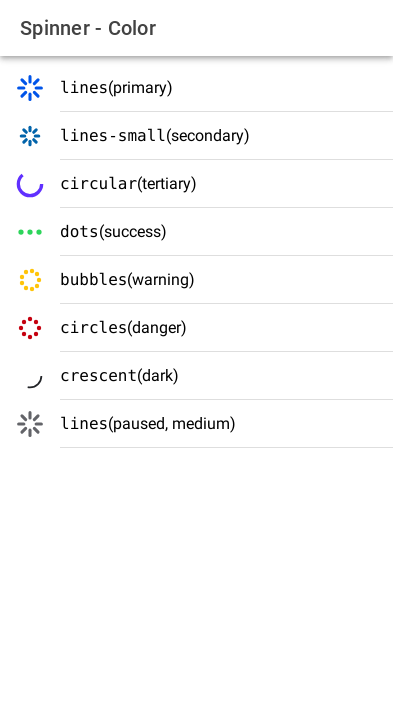 Spinner - Color
lines(primary)
lines-small(secondary)
circular(tertiary)
dots(success)
bubbles(warning)
circles(danger)
crescent(dark)
lines(paused, medium)